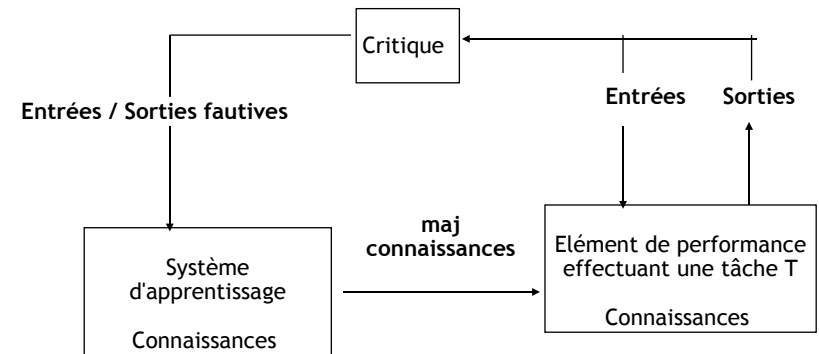 Critique
Entrées
Sorties
Entrées / Sorties fautives
maj
connaissances
Elément de performance
effectuant une tâche T
Connaissances
Système
d'apprentissage
Connaissances